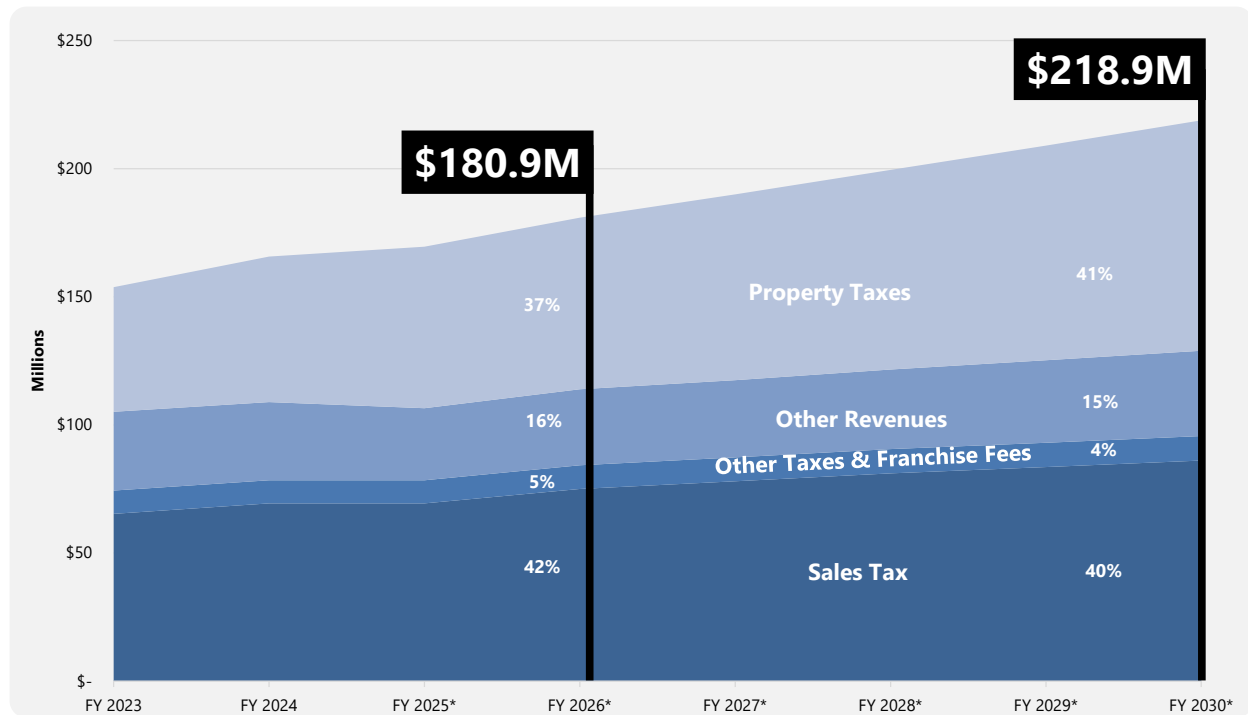 $250
$218.9M
$200
$180.9M
$150
41%
37%
Property Taxes
Millions
$100
15%
16%
Other Revenues
4%
Other Taxes & Franchise Fees
5%
$50
42%
Sales Tax
40%
$-
FY 2023 FY 2024 FY 2025* FY 2026* FY 2027* FY 2028* FY 2029* FY 2030*